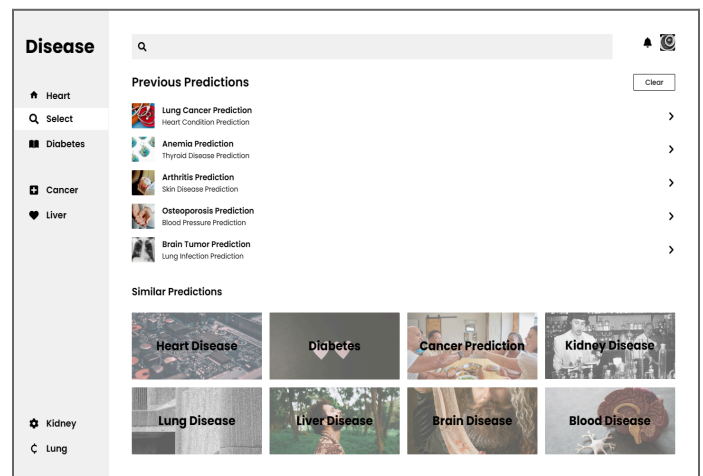 Disease
Heart
Select
Diabetes
Cancer
Liver
Kidney
Lung
Previous Predictions
Clear
Lung Cancer Prediction
Heart Condition Prediction
Anemia Prediction
Thyroid Disease Prediction
Arthritis Prediction
Skin Disease Prediction
Osteoporosis Prediction
Blood Pressure Prediction
Brain Tumor Prediction
Lung Infection Prediction
Similar Predictions
Heart Disease
Diabetes
Cancer Prediction
Kidney Disease
Lung Disease
Liver Disease
Brain Disease
Blood Disease